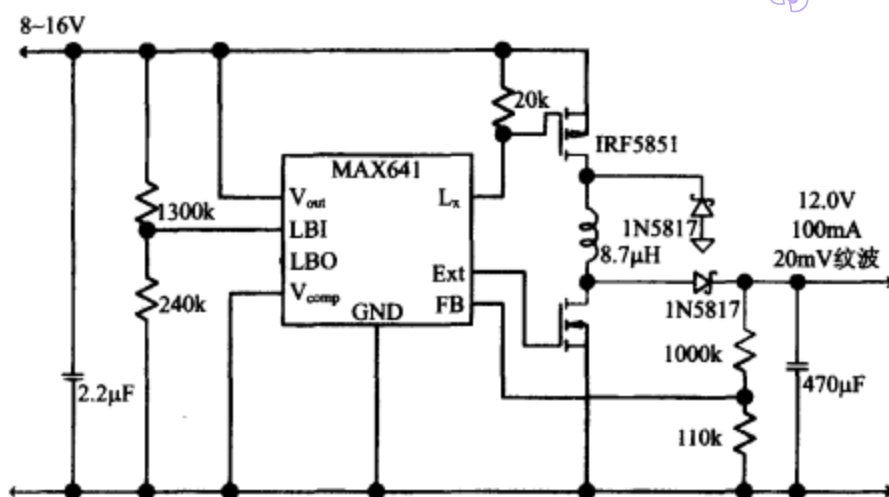 8~16V
20k
IRF5851
MAX641
Vout
Lx
1300k
LBI
LBO
240k
Vcomp
GND
Ext
FB
1N5817
8.7μH
12.0V
100mA
20mV纹波
1N5817
1000k
470μF
2.2μF
110k